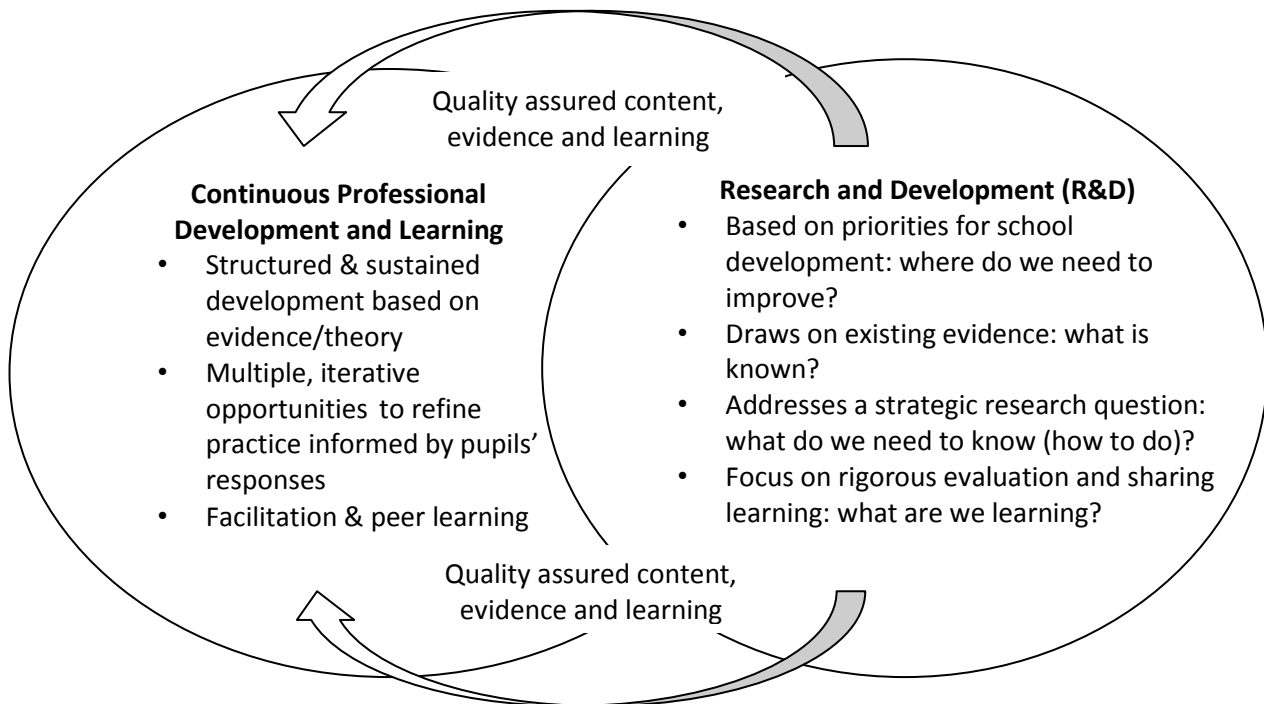 Quality assured content,
evidence and learning
Continuous Professional
Development and Learning
• Structured & sustained
development based on
evidence/theory
• Multiple, iterative
opportunities to refine
practice informed by pupils’
responses
• Facilitation & peer learning
Research and Development (R&D)
• Based on priorities for school
development: where do we need to
improve?
• Draws on existing evidence: what is
known?
• Addresses a strategic research question:
what do we need to know (how to do)?
• Focus on rigorous evaluation and sharing
learning: what are we learning?
Quality assured content,
evidence and learning